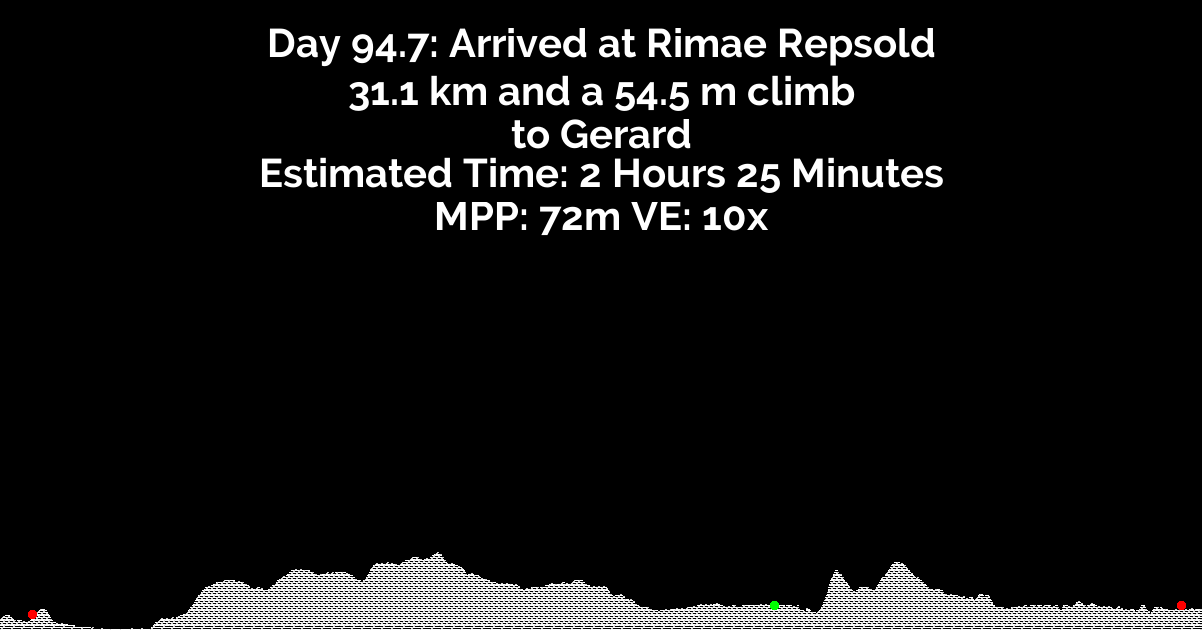 Day 94.7: Arrived at Rimae Repsold
31.1 km and a 54.5 m climb
to Gerard
Estimated Time: 2 Hours 25 Minutes
MPP: 72m VE: 10x